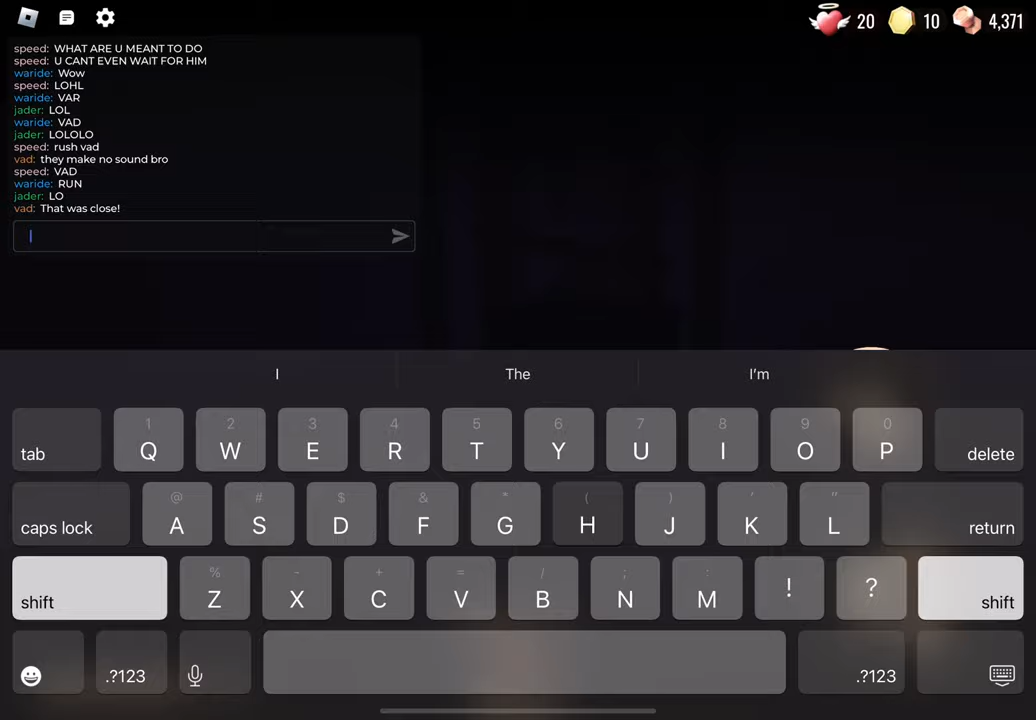 20 10 4,371
speed: WHAT ARE U MEANT TO DO
speed: U CANT EVEN WAIT FOR HIM
waride: Wow
speed: LOHL
waride: VAR
jader: LOL
waride: VAD
jader: LOLOLO
speed: rush vad
vad: they make no sound bro
speed: VAD
waride: RUN
jader: LO
vad: That was close!
I The I'm
1 2 3 4 5 6 7 8 9 0
tab Q W E R T Y U I O P delete
@ # $ & * ( ) ' "
caps lock A S D F G H J K L return
% - + = / ; :
shift Z X C V B N M ! ? shift
.?123 .?123